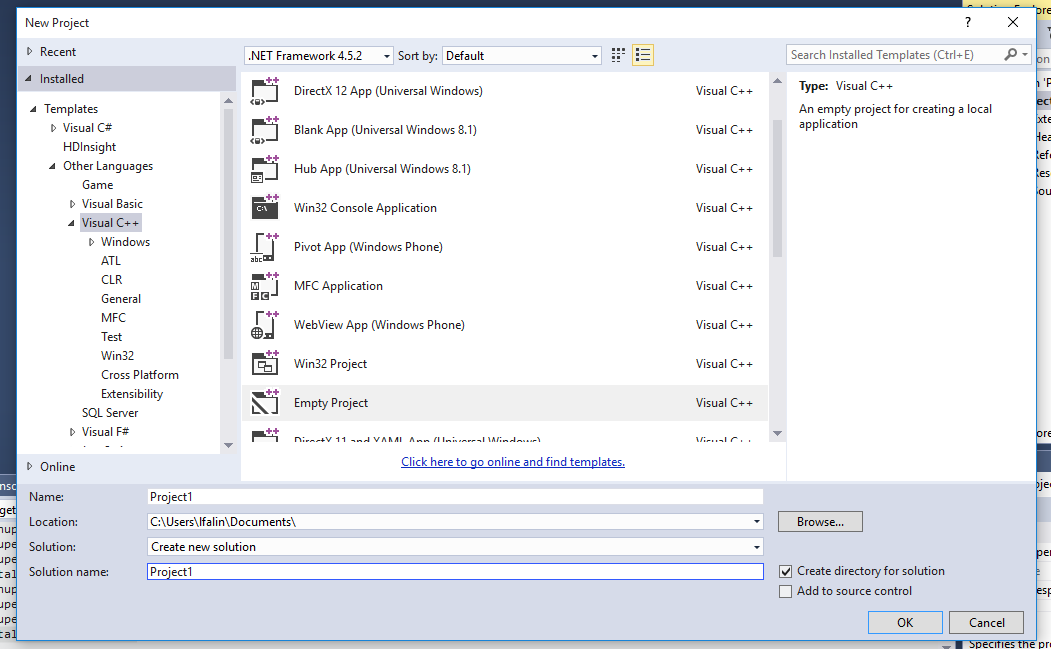 New Project
?
Recent
.NET Framework 4.5.2
Sort by:
Default
Search Installed Templates (Ctrl+E)
Installed
Templates
Visual C#
HDInsight
Other Languages
Game
Visual Basic
Visual C++
Windows
ATL
CLR
General
MFC
Test
Win32
Cross Platform
Extensibility
SQL Server
Visual F#
Online
DirectX 12 App (Universal Windows) Visual C++
Blank App (Universal Windows 8.1) Visual C++
Hub App (Universal Windows 8.1) Visual C++
Win32 Console Application Visual C++
Pivot App (Windows Phone) Visual C++
MFC Application Visual C++
WebView App (Windows Phone) Visual C++
Win32 Project Visual C++
Empty Project Visual C++
DirectX 11 and XAML App (Universal Windows) Visual C++
Click here to go online and find templates.
Type: Visual C++
An empty project for creating a local
application
Name: Project1
Location: C:\Users\lfalin\Documents\
Browse...
Solution: Create new solution
Solution name: Project1
Create directory for solution
Add to source control
OK
Cancel
Specifies the pr